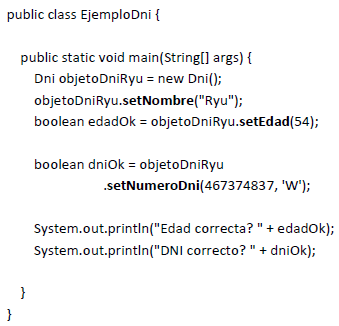 public class EjemploDni {
public static void main(String[] args) {
Dni objetoDniRyu = new Dni();
objetoDniRyu.setNombre("Ryu");
boolean edadOk = objetoDniRyu.setEdad(54);
boolean dniOk = objetoDniRyu
.setNumeroDni(467374837, 'W');
System.out.println("Edad correcta? " + edadOk);
System.out.println("DNI correcto? " + dniOk);
}
}